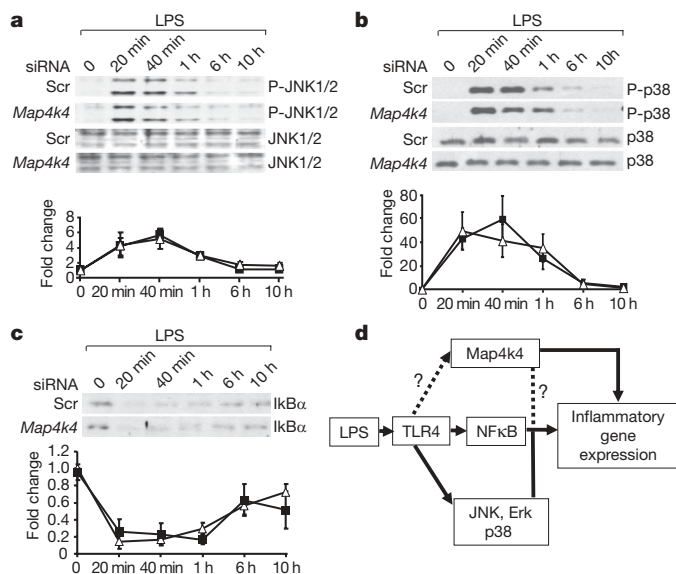 a
LPS
siRNA 0 20 min 40 min 1 h 6 h 10 h
Scr P-JNK1/2
Map4k4 P-JNK1/2
Scr JNK1/2
Map4k4 JNK1/2
Fold change
8
6
4
2
0
0 20 min 40 min 1 h 6 h 10 h
b
LPS
siRNA 0 20 min 40 min 1 h 6 h 10h
Scr P-p38
Map4k4 P-p38
Scr p38
Map4k4 p38
Fold change
80
60
40
20
0
0 20 min 40 min 1 h 6 h 10 h
c
LPS
siRNA 0 20 min 40 min 1 h 6 h 10 h
Scr IkBα
Map4k4 IkBα
Fold change
1.2
1.0
0.8
0.6
0.4
0.2
0
0 20 min 40 min 1 h 6 h 10 h
d
Map4k4
?
?
LPS
TLR4
NFκB
Inflammatory
gene
expression
JNK, Erk
p38